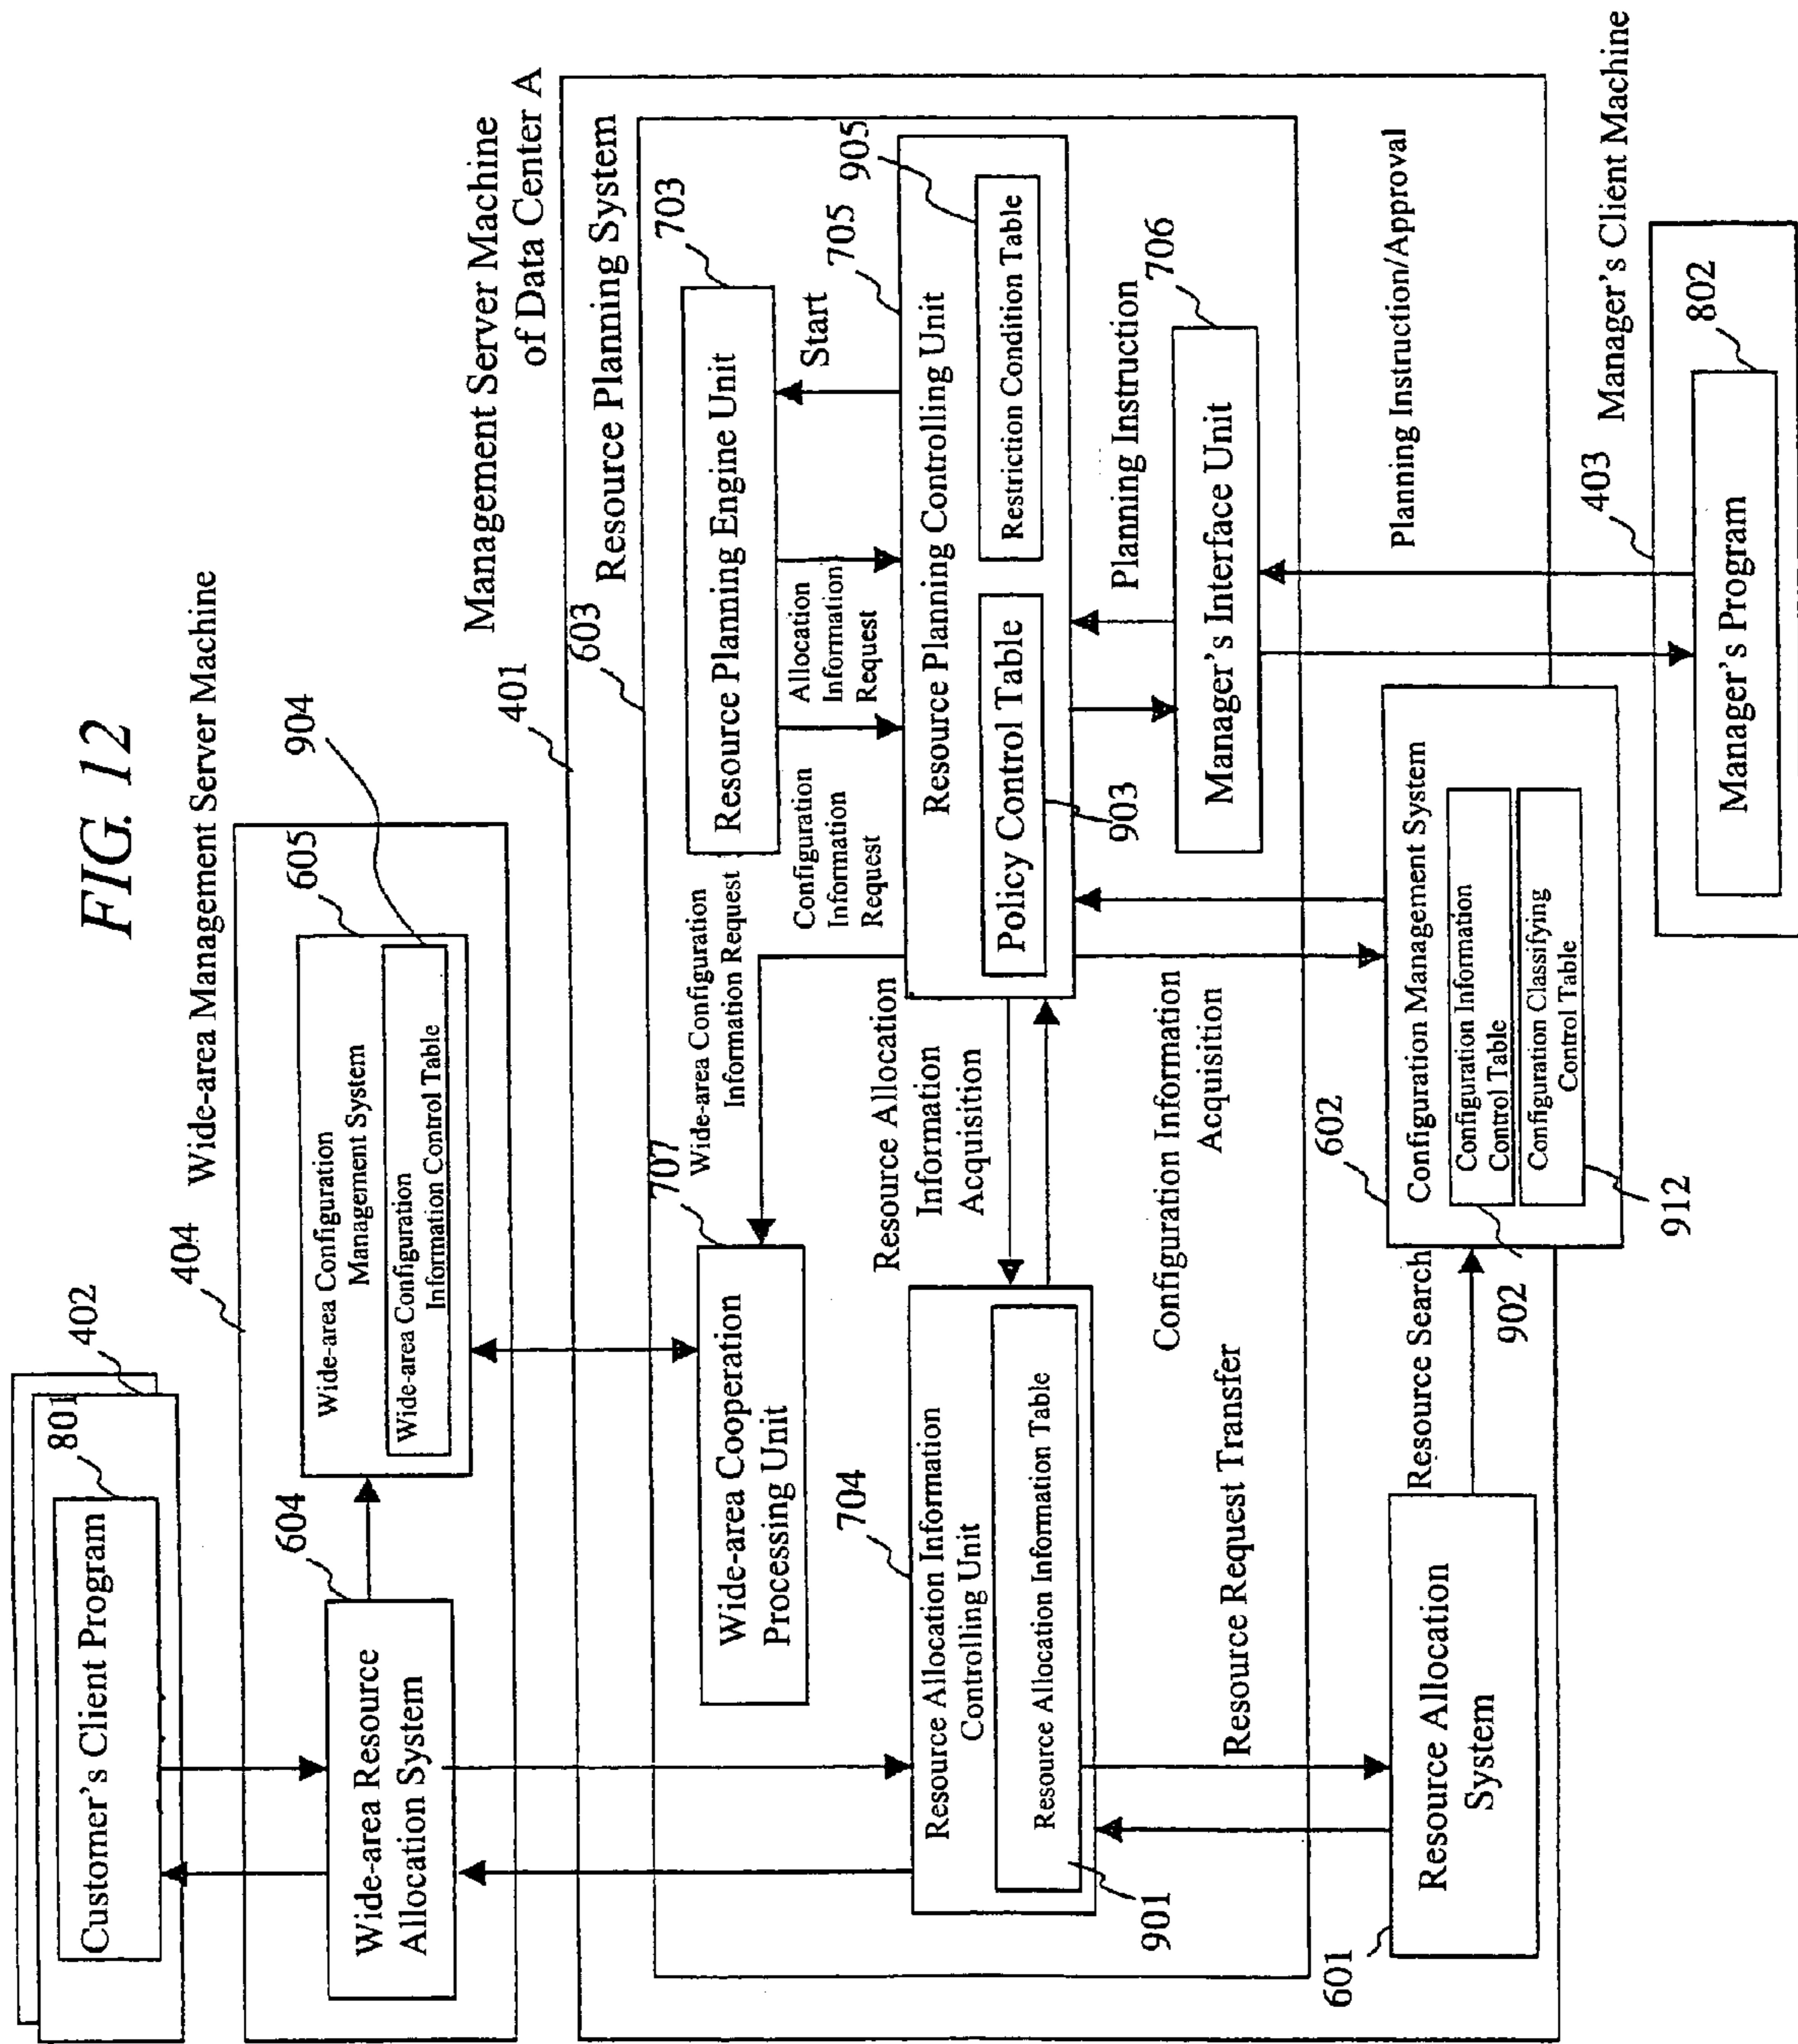 FIG. 12
402
801
Customer's Client Program
404
Wide-area Management Server Machine
604
Wide-area Resource
Allocation System
605
904
Wide-area Configuration
Management System
Wide-area Configuration
Information Control Table
401
Management Server Machine
of Data Center A
603
Resource Planning System
707
Wide-area Cooperation
Processing Unit
Wide-area Configuration
Information Request
703
Resource Planning Engine Unit
Start
Configuration
Information
Request
Allocation
Information
Request
704
Resource Allocation Information
Controlling Unit
Resource Allocation Information Table
901
Resource Allocation
Information
Acquisition
705
Resource Planning Controlling Unit
Policy Control Table
903
Restriction Condition Table
905
Planning Instruction
706
Manager's Interface Unit
Configuration Information
Acquisition
Resource Request Transfer
601
Resource Allocation
System
Resource Search
602
Configuration Management System
Configuration Information
Control Table
Configuration Classifying
Control Table
902
912
Planning Instruction/Approval
403
Manager's Client Machine
802
Manager's Program